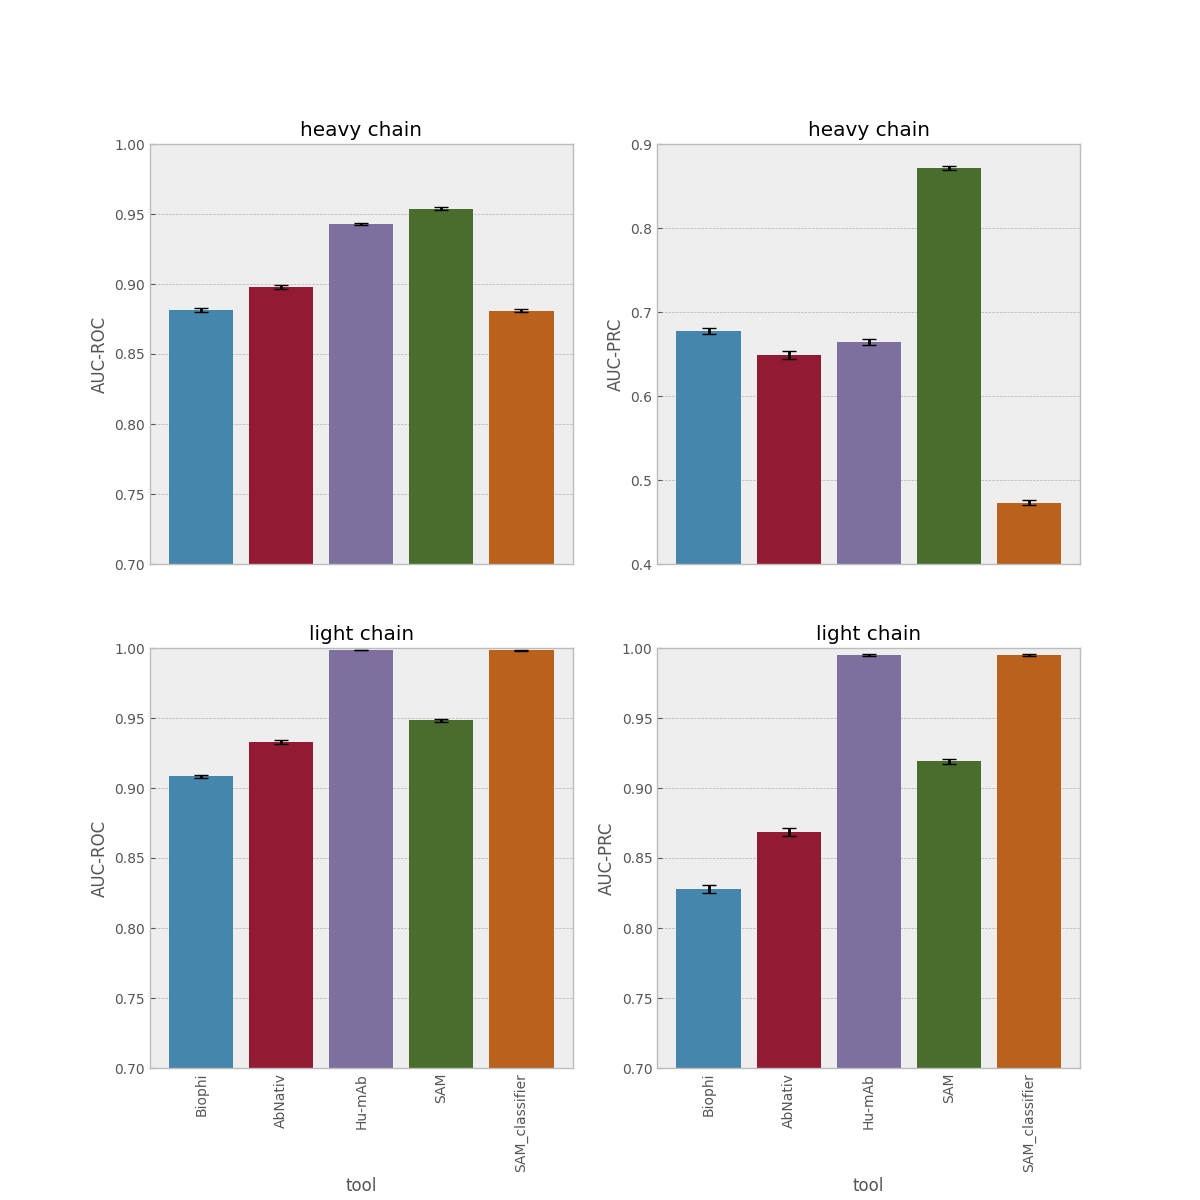 heavy chain
AUC-ROC
1.00
0.95
0.90
0.85
0.80
0.75
0.70
heavy chain
AUC-PRC
0.9
0.8
0.7
0.6
0.5
0.4
light chain
AUC-ROC
1.00
0.95
0.90
0.85
0.80
0.75
0.70
Biophi
AbNativ
Hu-mAb
SAM
SAM_classifier
tool
light chain
AUC-PRC
1.00
0.95
0.90
0.85
0.80
0.75
0.70
Biophi
AbNativ
Hu-mAb
SAM
SAM_classifier
tool